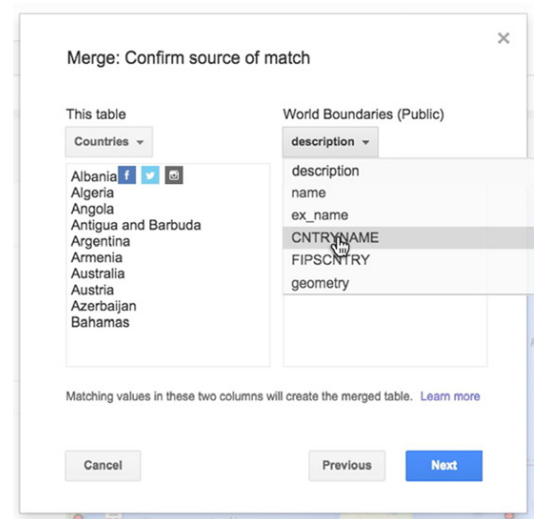 Merge: Confirm source of match
This table
World Boundaries (Public)
Countries
description
Albania
Algeria
Angola
Antigua and Barbuda
Argentina
Armenia
Australia
Austria
Azerbaijan
Bahamas
description
name
ex_name
CNTRYNAME
FIPSCNTRY
geometry
Matching values in these two columns will create the merged table. Learn more
Cancel
Previous
Next